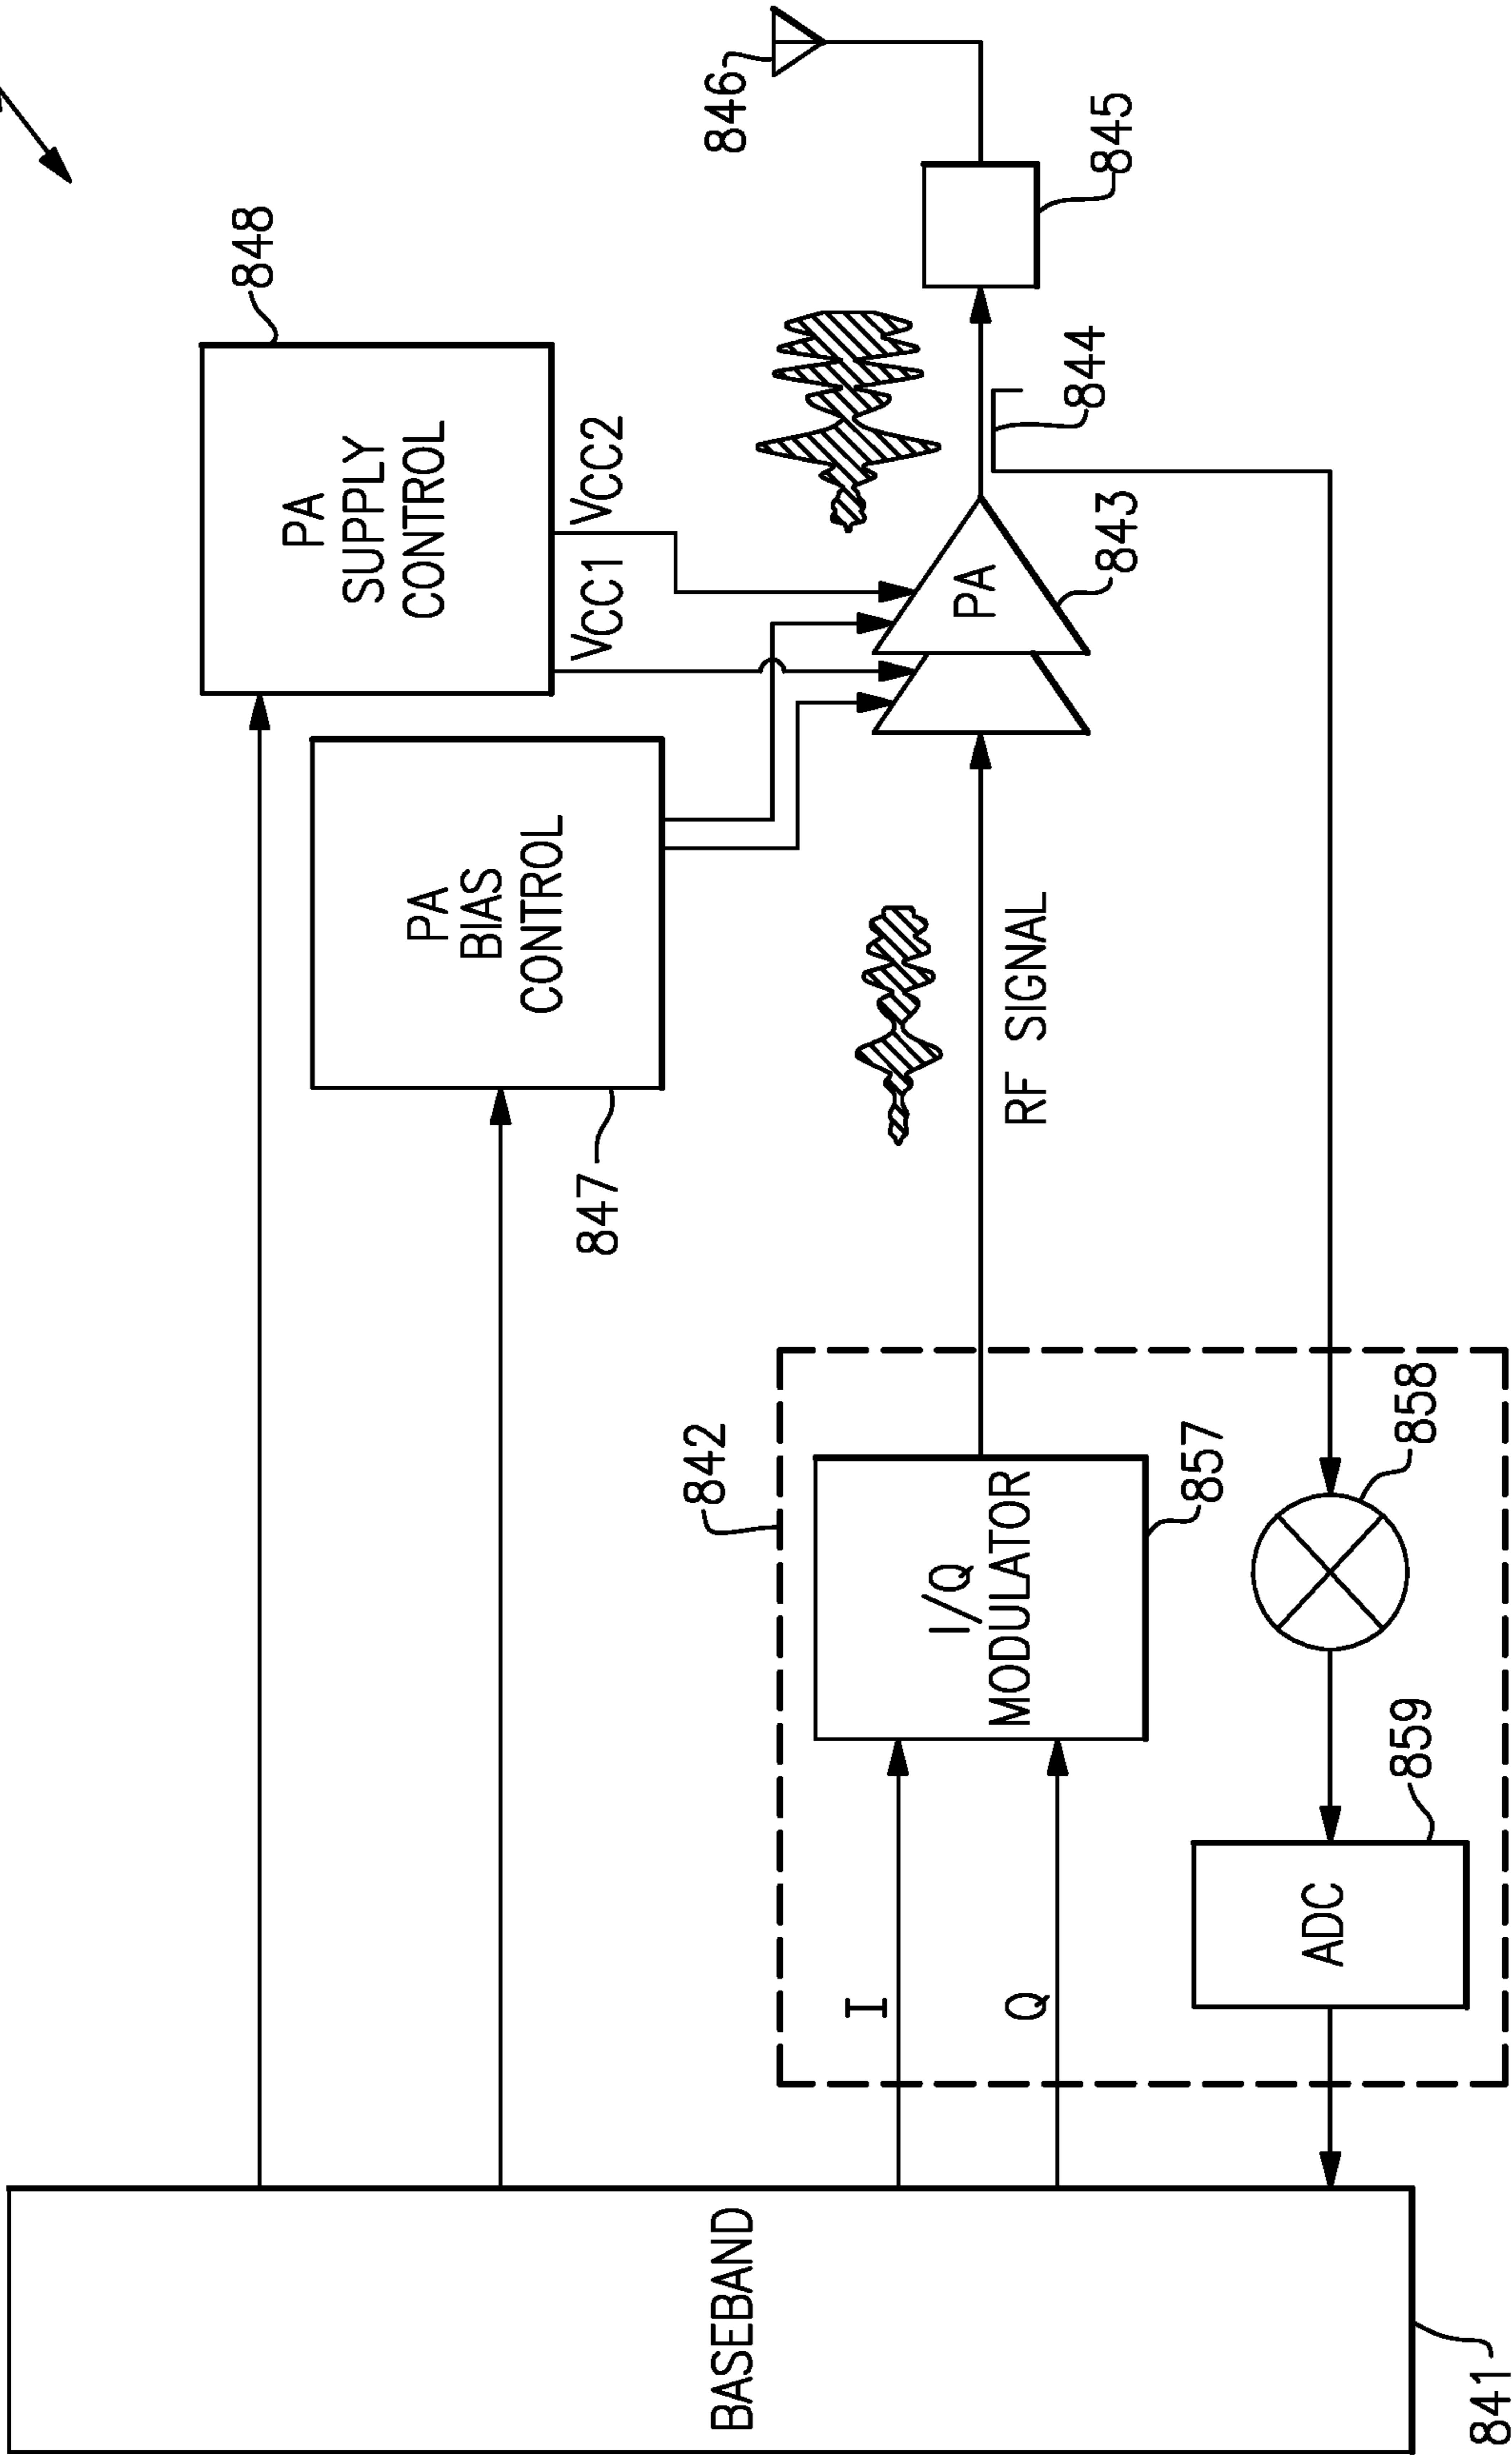 848
PA
SUPPLY
CONTROL
VCC1
VCC2
PA
BIAS
CONTROL
847
846
845
844
PA
843
RF SIGNAL
842
I/Q
MODULATOR
857
858
I
Q
ADC
859
BASEBAND
841